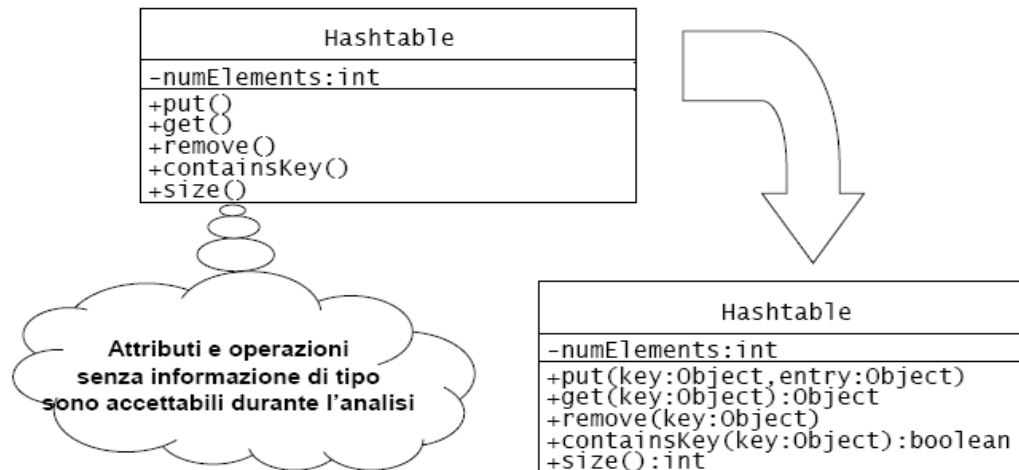 Hashtable
-numElements:int
+put()
+get()
+remove()
+containsKey()
+size()
Attributi e operazioni
senza informazione di tipo
sono accettabili durante l'analisi
Hashtable
-numElements:int
+put(key:Object,entry:Object)
+get(key:Object):Object
+remove(key:Object)
+containsKey(key:Object):boolean
+size():int